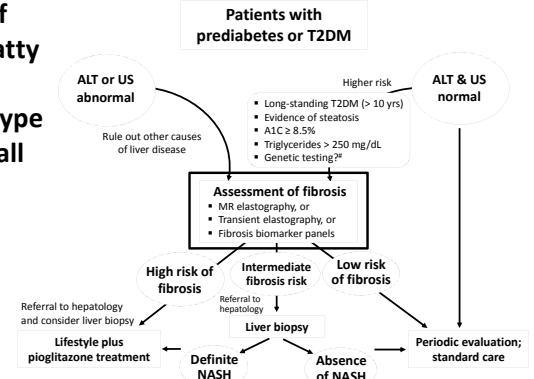 f
atty
ype
all
Patients with
prediabetes or T2DM
ALT or US
abnormal
Higher risk
ALT & US
normal
▪ Long-standing T2DM (> 10 yrs)
▪ Evidence of steatosis
▪ A1C ≥ 8.5%
▪ Triglycerides > 250 mg/dL
▪ Genetic testing?#
Rule out other causes
of liver disease
Assessment of fibrosis
▪ MR elastography, or
▪ Transient elastography, or
▪ Fibrosis biomarker panels
High risk of
fibrosis
Intermediate
fibrosis risk
Low risk
of fibrosis
Referral to hepatology
and consider liver biopsy
Referral to
hepatology
Lifestyle plus
pioglitazone treatment
Liver biopsy
Periodic evaluation;
standard care
Definite
NASH
Absence
of NASH